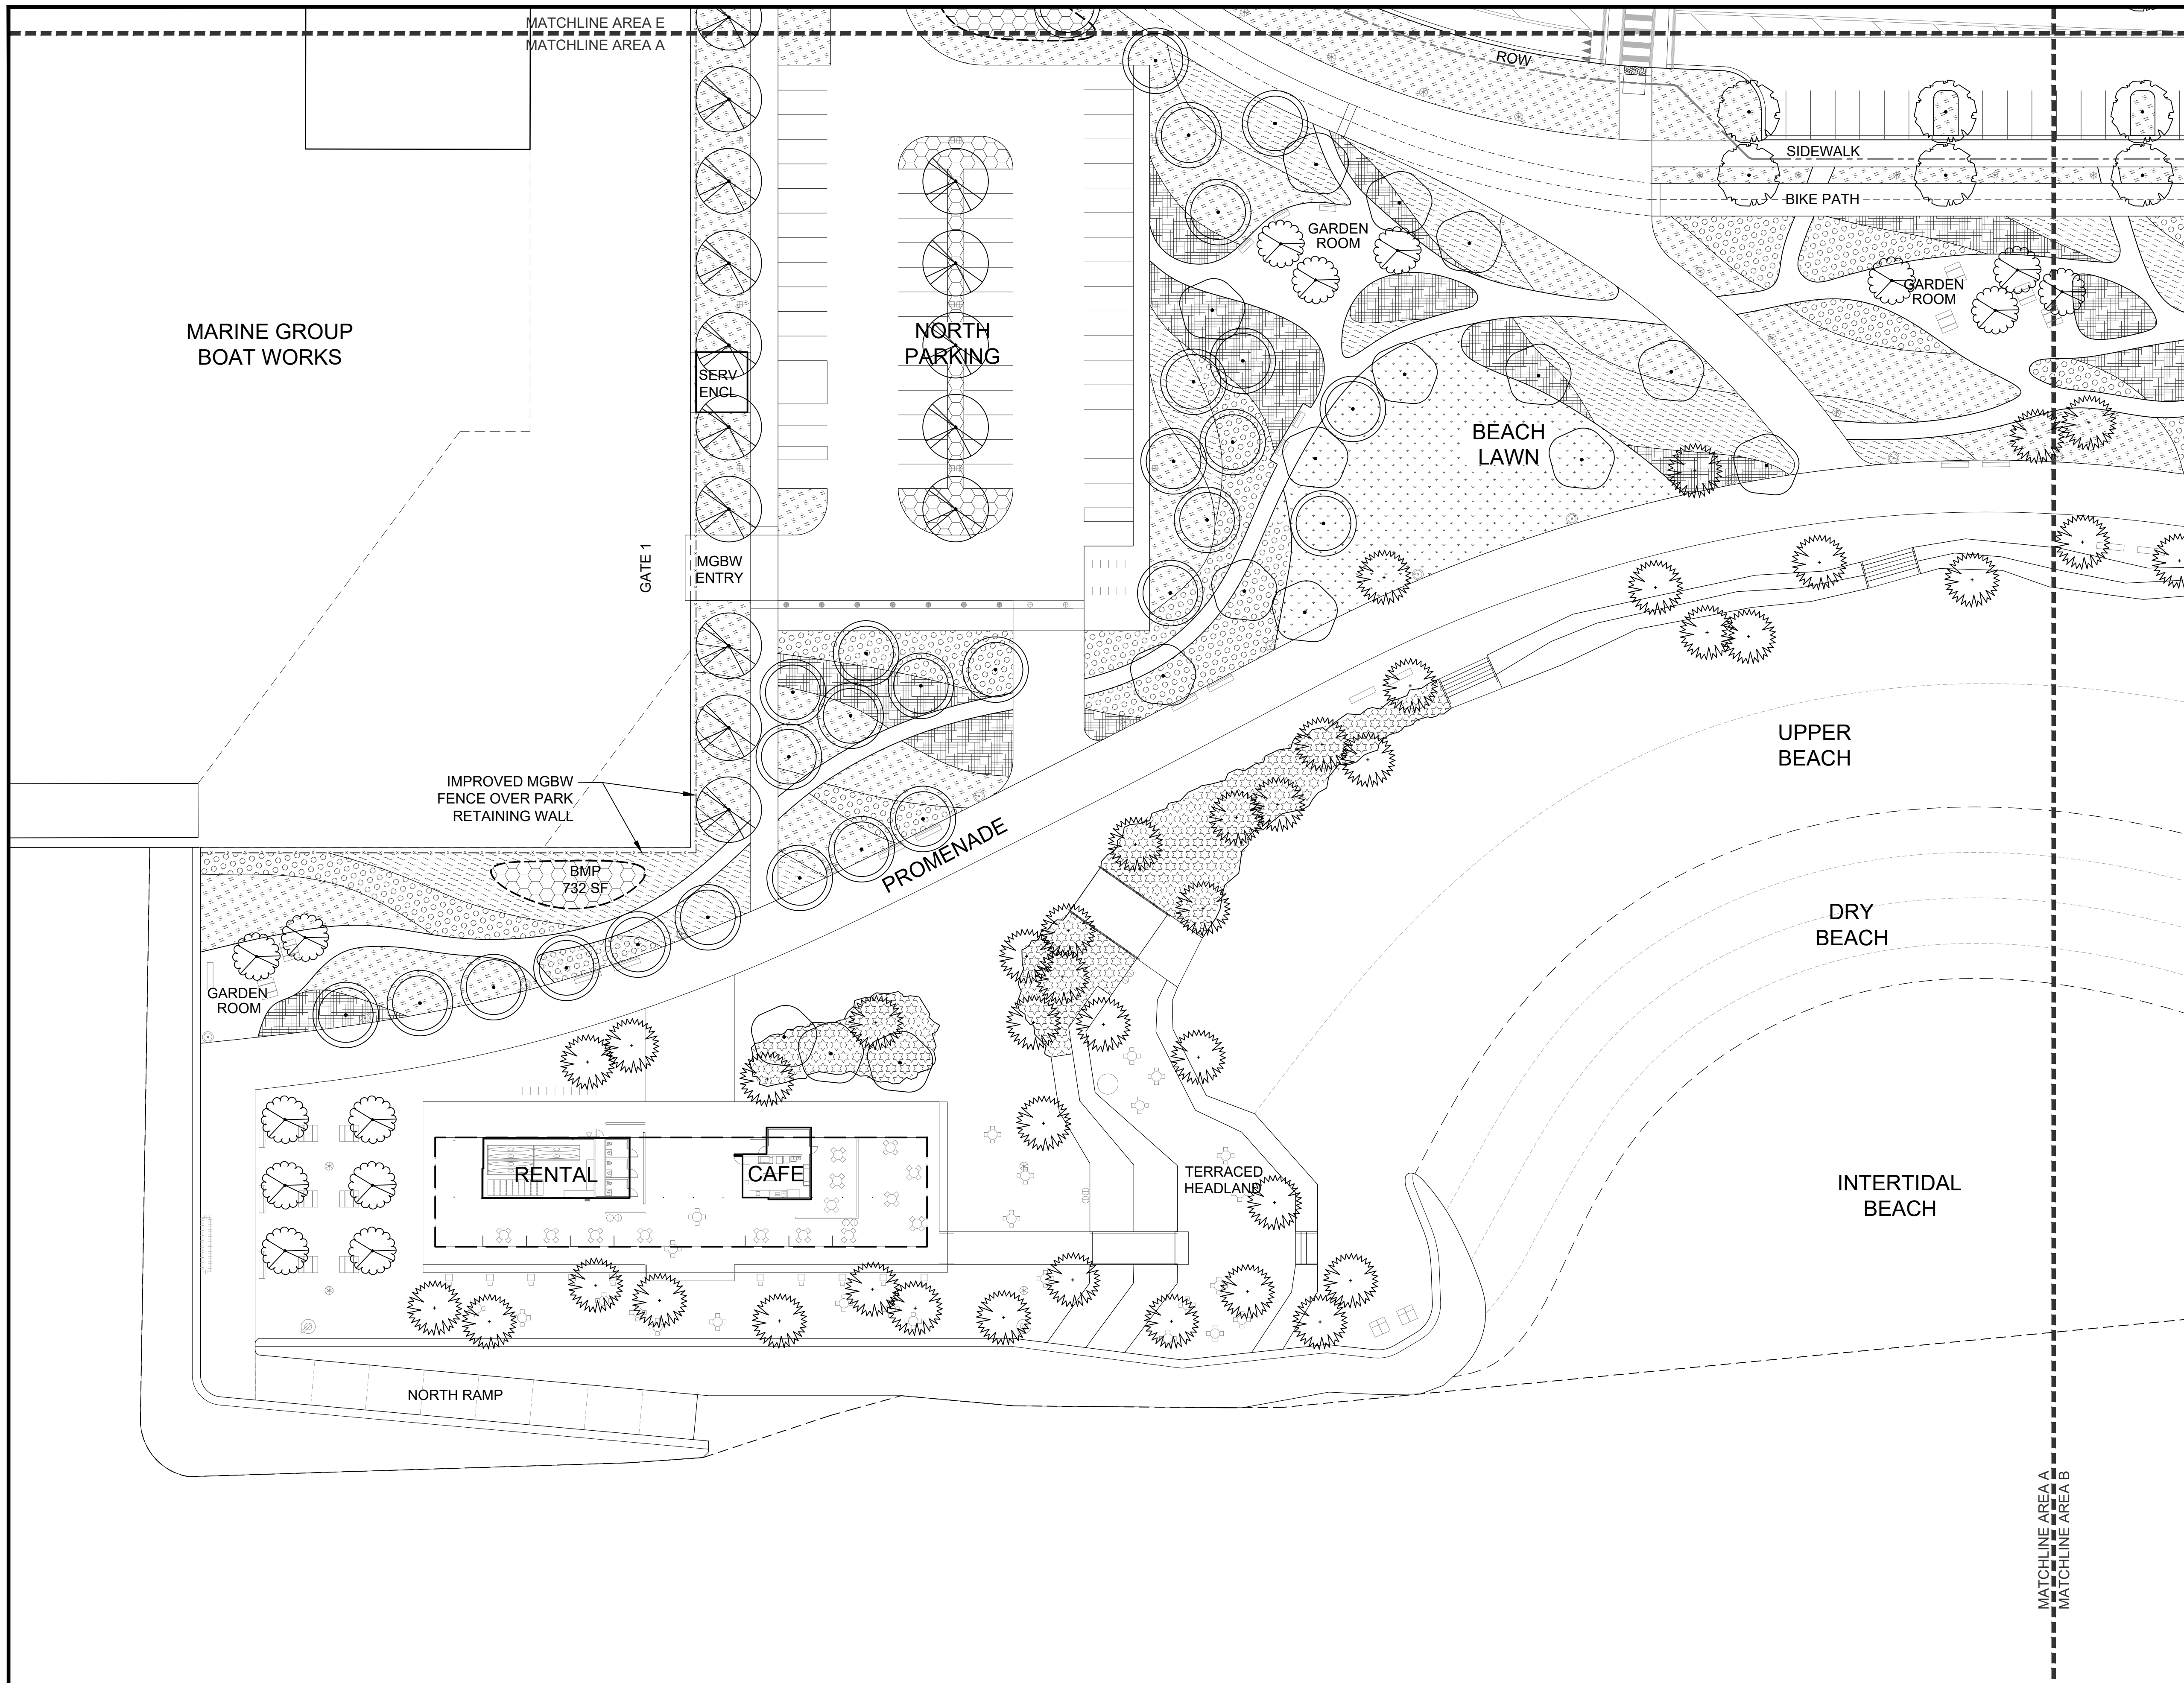 MATCHLINE AREA E
MATCHLINE AREA A
ROW
SIDEWALK
BIKE PATH
GARDEN
ROOM
GARDEN
ROOM
MARINE GROUP
BOAT WORKS
NORTH
PARKING
SERV
ENCL
BEACH
LAWN
GATE 1
MGBW
ENTRY
UPPER
BEACH
IMPROVED MGBW
FENCE OVER PARK
RETAINING WALL
PROMENADE
BMP
732 SF
DRY
BEACH
GARDEN
ROOM
RENTAL
CAFE
TERRACED
HEADLAND
INTERTIDAL
BEACH
NORTH RAMP
MATCHLINE AREA A
MATCHLINE AREA B